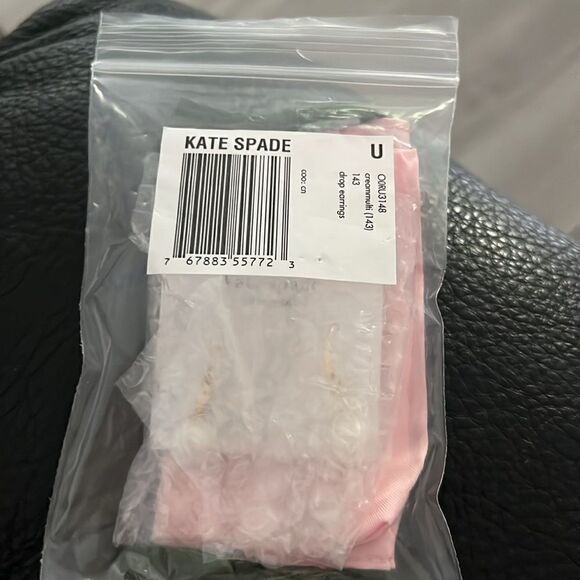 KATE SPADE
U
7 67883 55772 3
coo: cn
O0RU3148
creammulti (143)
143
drop earrings